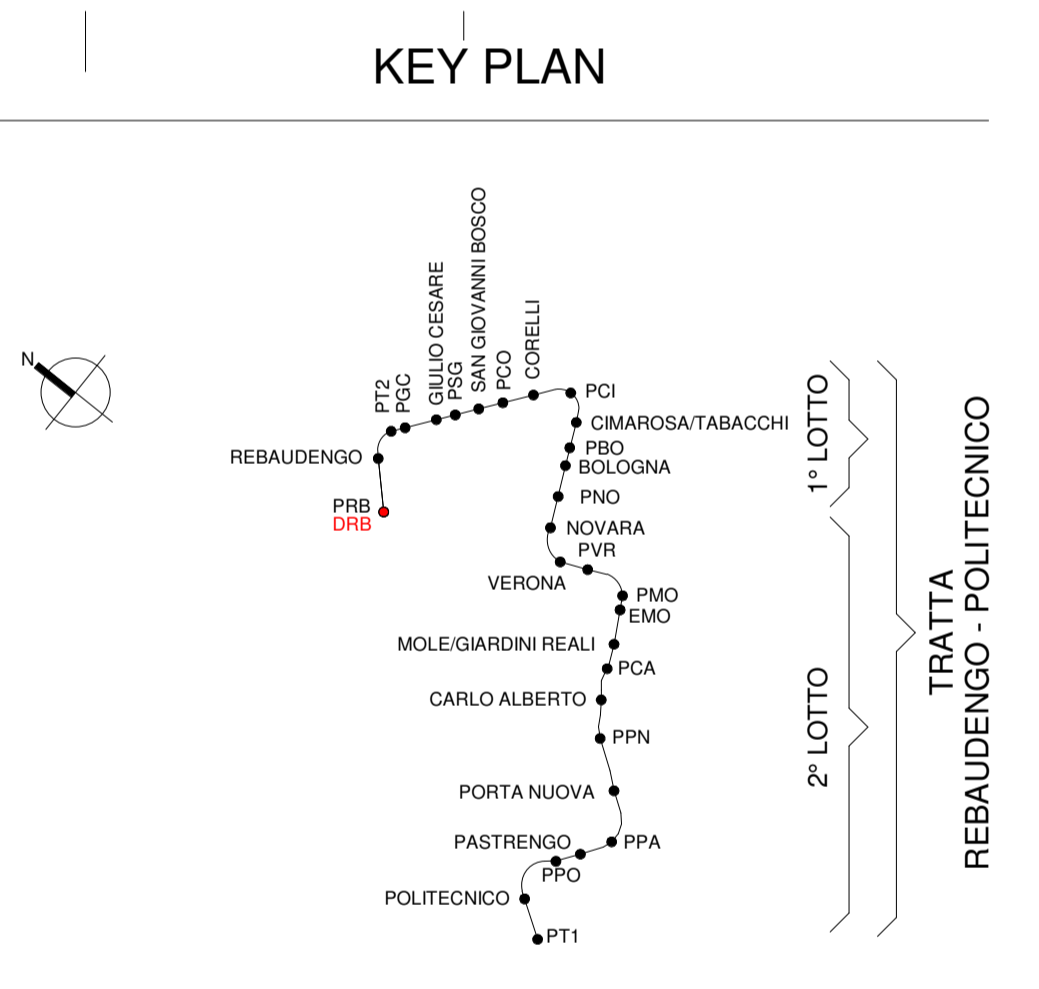 KEY PLAN
N
PT2
PGC
GIULIO CESARE
PSG
SAN GIOVANNI BOSCO
PCO
CORELLI
PCI
CIMAROSA/TABACCHI
PBO
REBAUDENGO
BOLOGNA
PRB
DRB
PNO
NOVARA
PVR
VERONA
PMO
EMO
MOLE/GIARDINI REALI
PCA
CARLO ALBERTO
PPN
PORTA NUOVA
PASTRENGO
PPA
PPO
POLITECNICO
PT1
1° LOTTO
2° LOTTO
TRATTA
REBAUDENGO - POLITECNICO